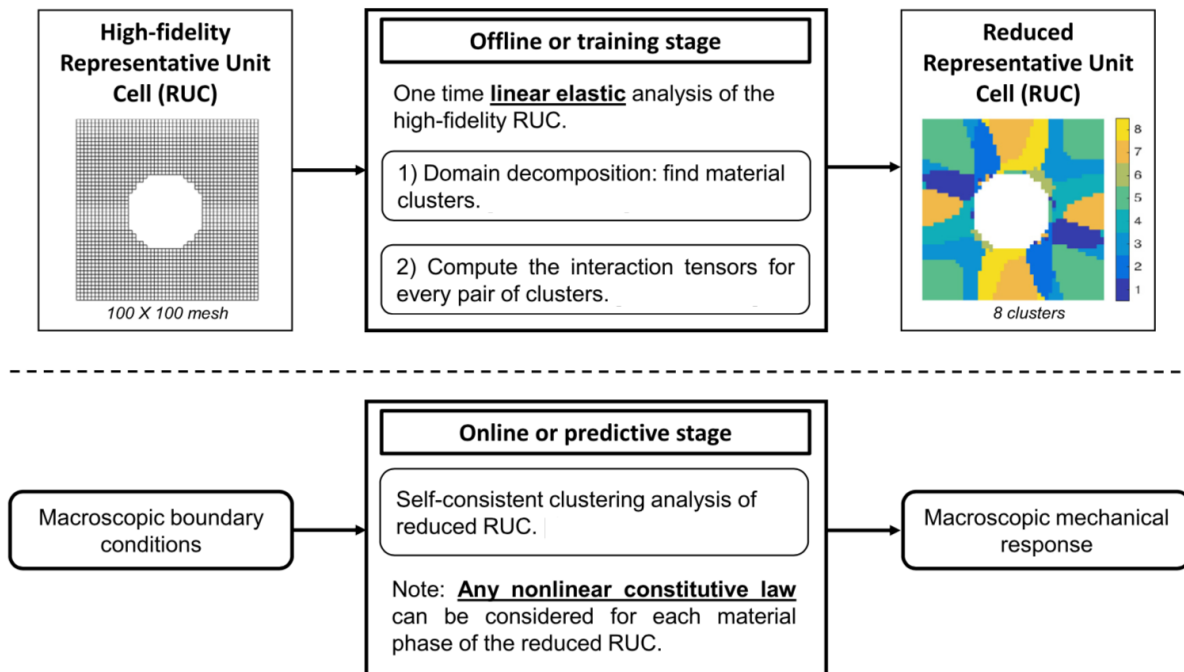 High-fidelity
Representative Unit
Cell (RUC)
100 X 100 mesh
Offline or training stage
One time linear elastic analysis of the
high-fidelity RUC.
1) Domain decomposition: find material
clusters.
2) Compute the interaction tensors for
every pair of clusters.
Reduced
Representative Unit
Cell (RUC)
8
7
6
5
4
3
2
1
8 clusters
Macroscopic boundary
conditions
Online or predictive stage
Self-consistent clustering analysis of
reduced RUC.
Note: Any nonlinear constitutive law
can be considered for each material
phase of the reduced RUC.
Macroscopic mechanical
response